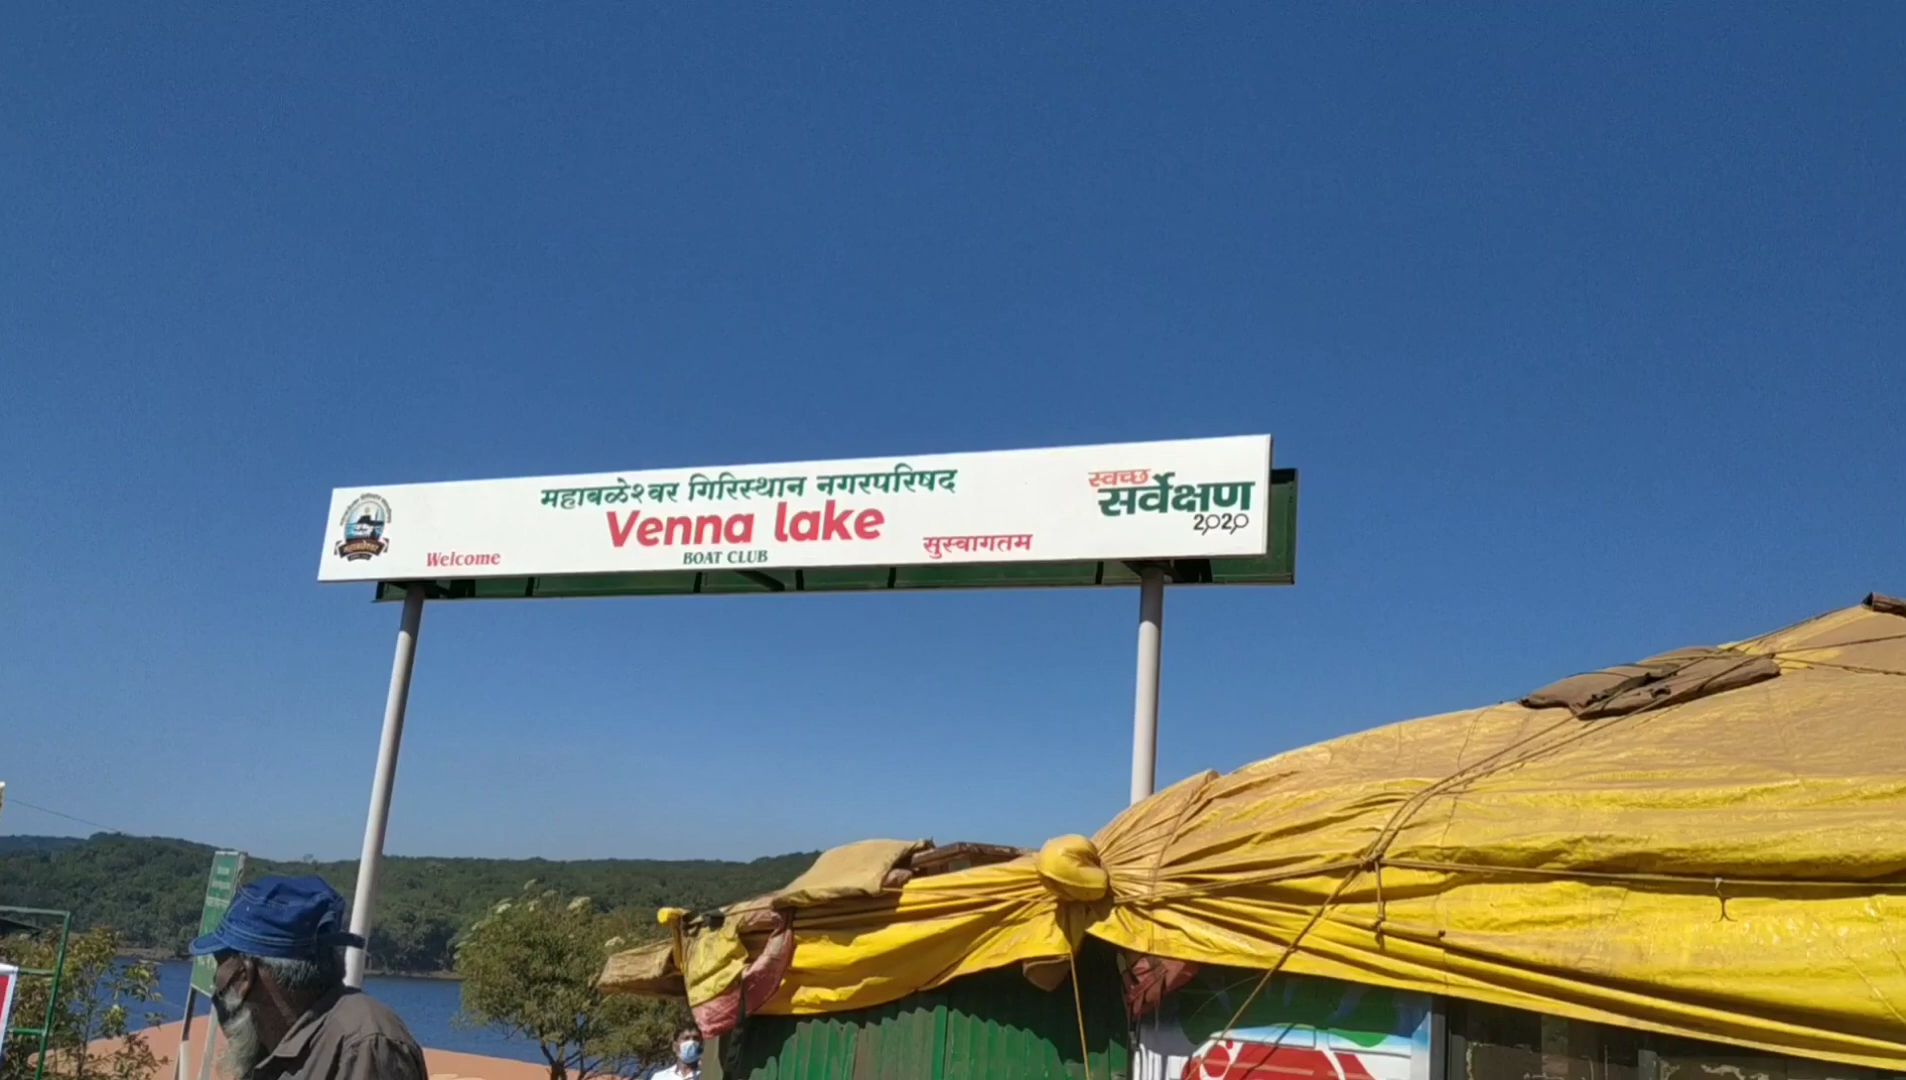 महाबळेश्वर गिरिस्थान नगरपरिषद
Venna lake
BOAT CLUB
Welcome
सुस्वागतम
स्वच्छ
सर्वेक्षण
2020